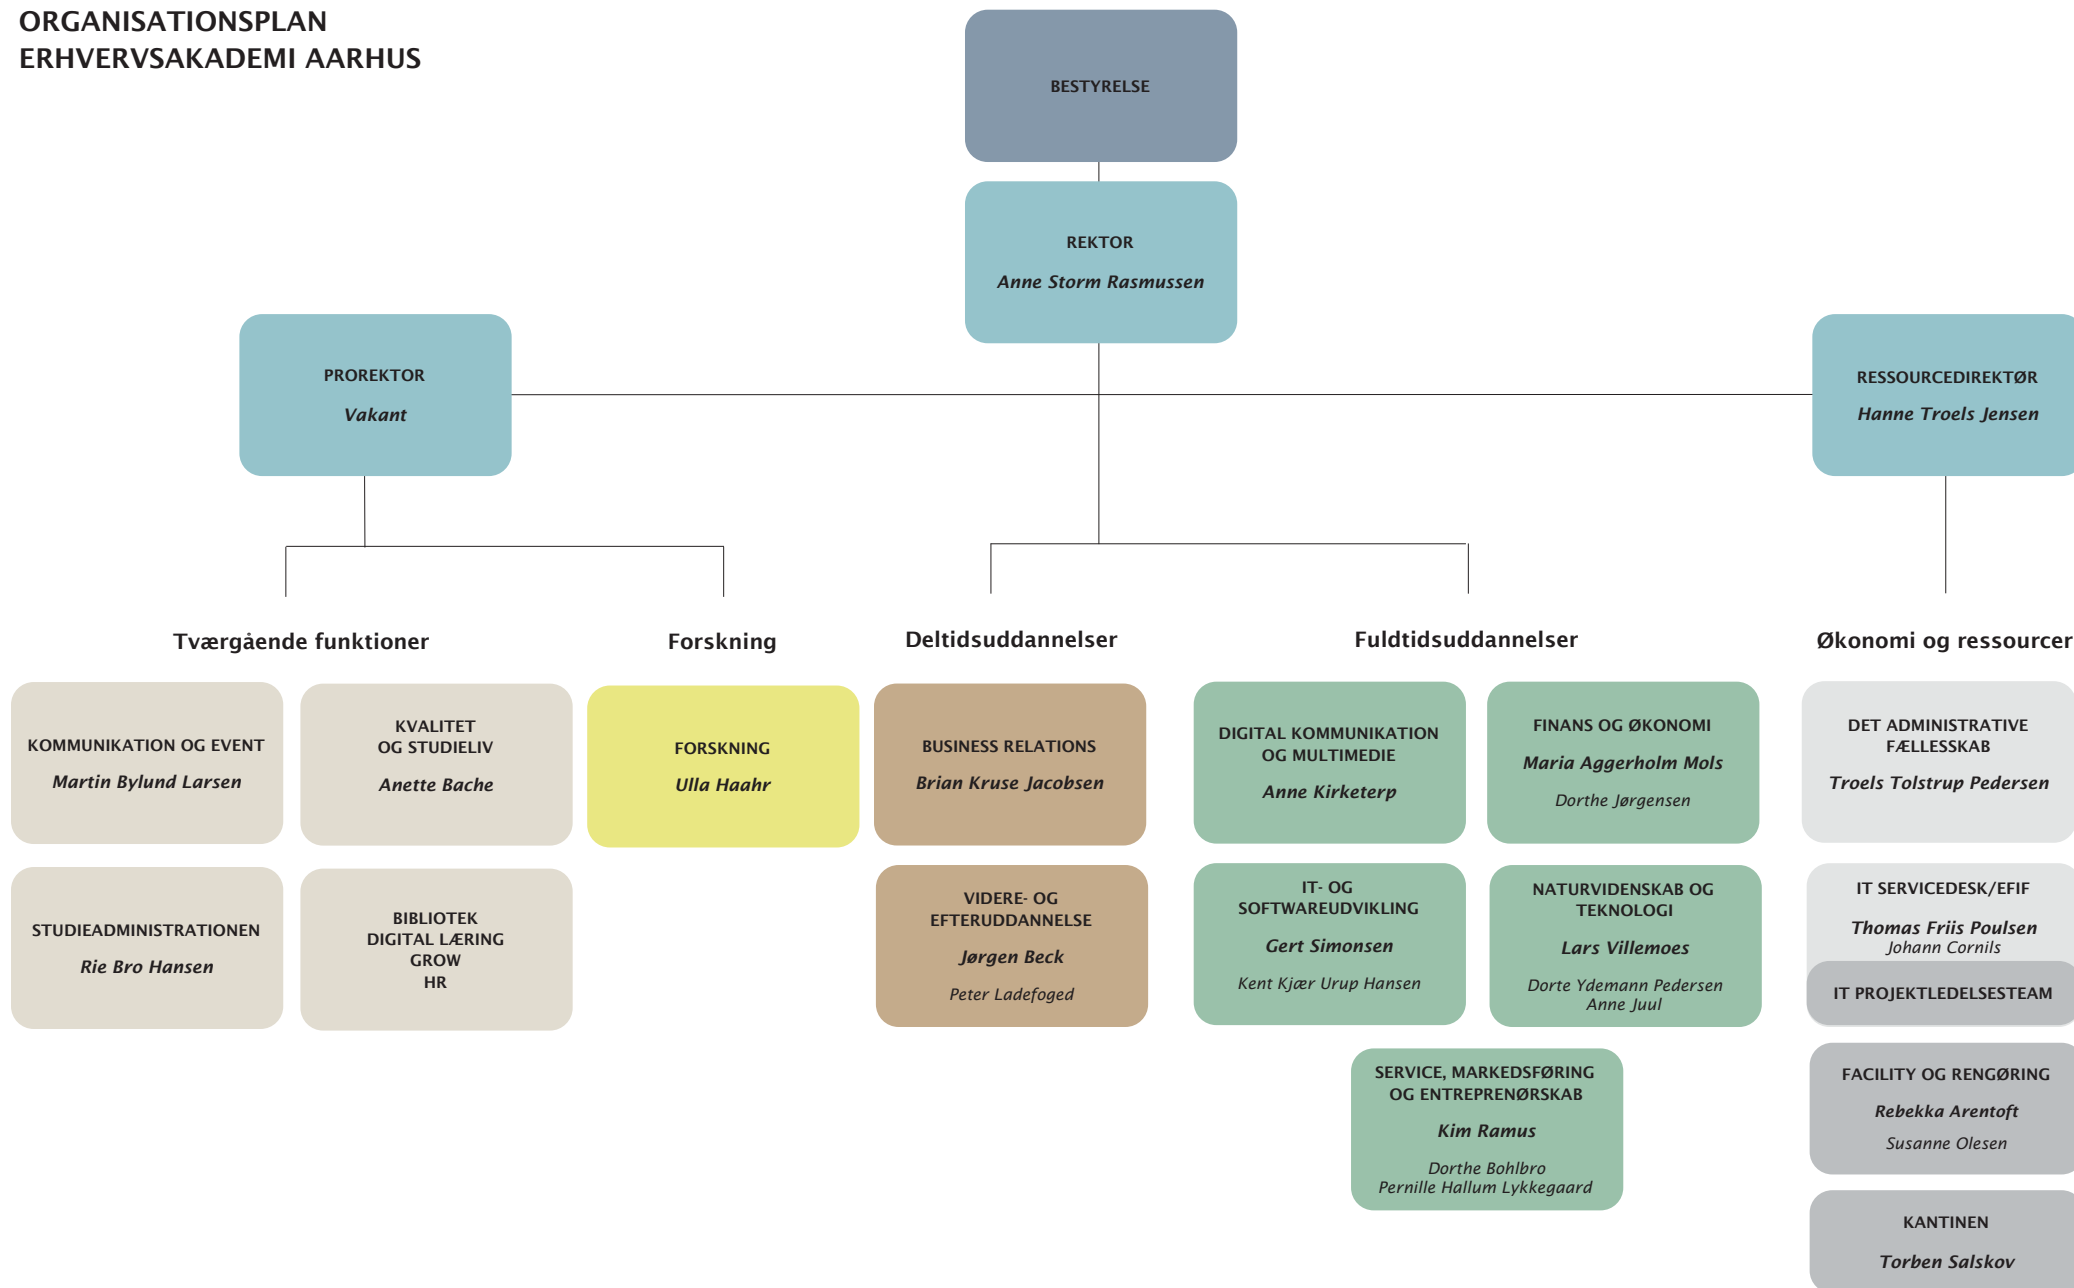 ORGANISATIONSPLAN
ERHVERVSAKADEMI AARHUS
BESTYRELSE
REKTOR
Anne Storm Rasmussen
PROREKTOR
Vakant
RESSOURCEDIREKTØR
Hanne Troels Jensen
Tværgående funktioner
KOMMUNIKATION OG EVENT
Martin Bylund Larsen
KVALITET
OG STUDIELIV
Anette Bache
STUDIEADMINISTRATIONEN
Rie Bro Hansen
BIBLIOTEK
DIGITAL LÆRING
GROW
HR
Forskning
FORSKNING
Ulla Haahr
Deltidsuddannelser
BUSINESS RELATIONS
Brian Kruse Jacobsen
VIDERE- OG
EFTERUDDANNELSE
Jørgen Beck
Peter Ladefoged
Fuldtidsuddannelser
DIGITAL KOMMUNIKATION
OG MULTIMEDIE
Anne Kirketerp
FINANS OG ØKONOMI
Maria Aggerholm Mols
Dorthe Jørgensen
IT- OG
SOFTWAREUDVIKLING
Gert Simonsen
Kent Kjær Urup Hansen
NATURVIDENSKAB OG
TEKNOLOGI
Lars Villemoes
Dorte Ydemann Pedersen
Anne Juul
SERVICE, MARKEDSFØRING
OG ENTREPRENØRSKAB
Kim Ramus
Dorthe Bohlbro
Pernille Hallum Lykkegaard
Økonomi og ressourcer
DET ADMINISTRATIVE
FÆLLESSKAB
Troels Tolstrup Pedersen
IT SERVICEDESK/EFIF
Thomas Friis Poulsen
Johann Cornils
IT PROJEKTLEDELSESTEAM
FACILITY OG RENGØRING
Rebekka Arentoft
Susanne Olesen
KANTINEN
Torben Salskov